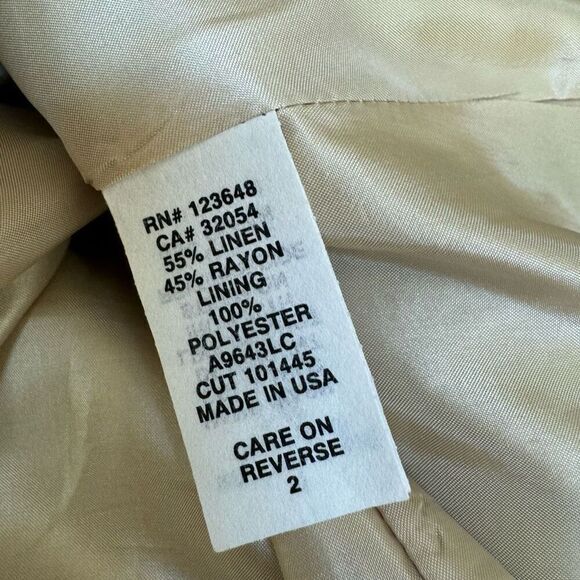 RN# 123648
CA# 32054
55% LINEN
45% RAYON
LINING
100%
POLYESTER
A9643LC
CUT 101445
MADE IN USA
CARE ON
REVERSE
2